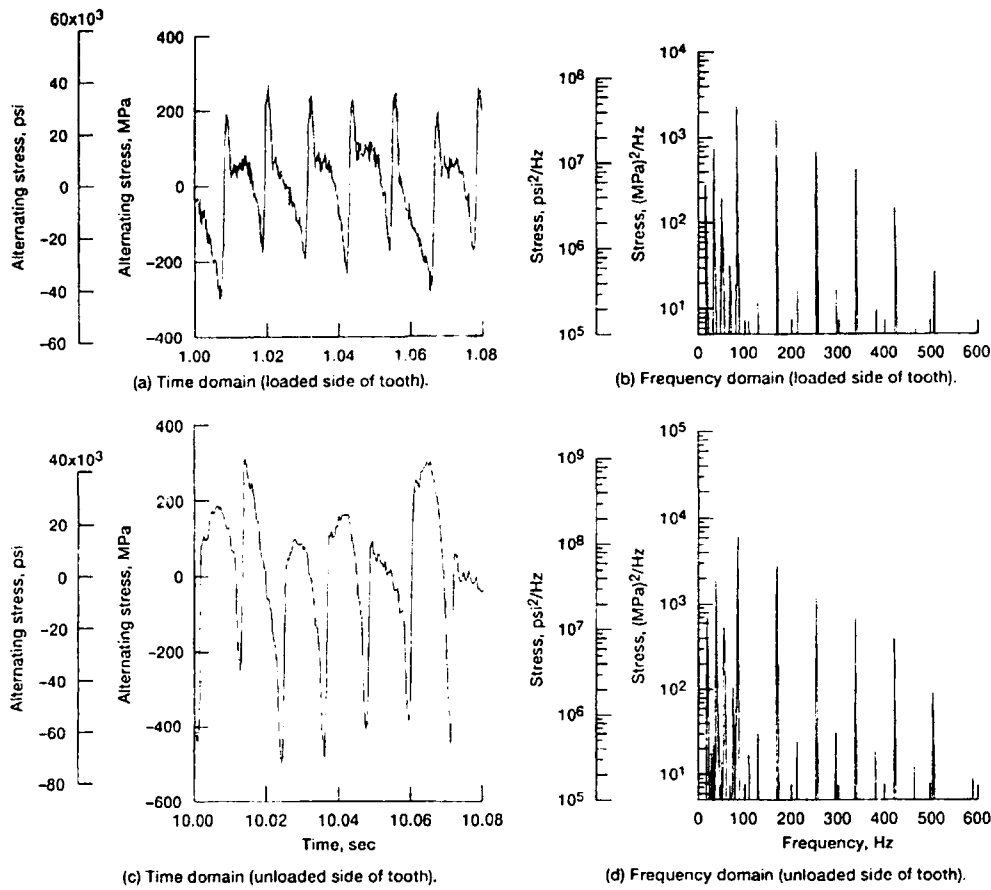 60x10³
40
20
0
−20
−40
−60
Alternating stress, psi
400
200
0
−200
−400
Alternating stress, MPa
1.00 1.02 1.04 1.06 1.08
(a) Time domain (loaded side of tooth).
10⁸
10⁷
10⁶
10⁵
Stress, psi²/Hz
10⁴
10³
10²
10¹
Stress, (MPa)²/Hz
0 100 200 300 400 500 600
(b) Frequency domain (loaded side of tooth).
40x10³
20
0
−20
−40
−60
−80
Alternating stress, psi
400
200
0
−200
−400
−600
Alternating stress, MPa
10.00 10.02 10.04 10.06 10.08
Time, sec
(c) Time domain (unloaded side of tooth).
10⁹
10⁸
10⁷
10⁶
10⁵
Stress, psi²/Hz
10⁵
10⁴
10³
10²
10¹
Stress, (MPa)²/Hz
0 100 200 300 400 500 600
Frequency, Hz
(d) Frequency domain (unloaded side of tooth).